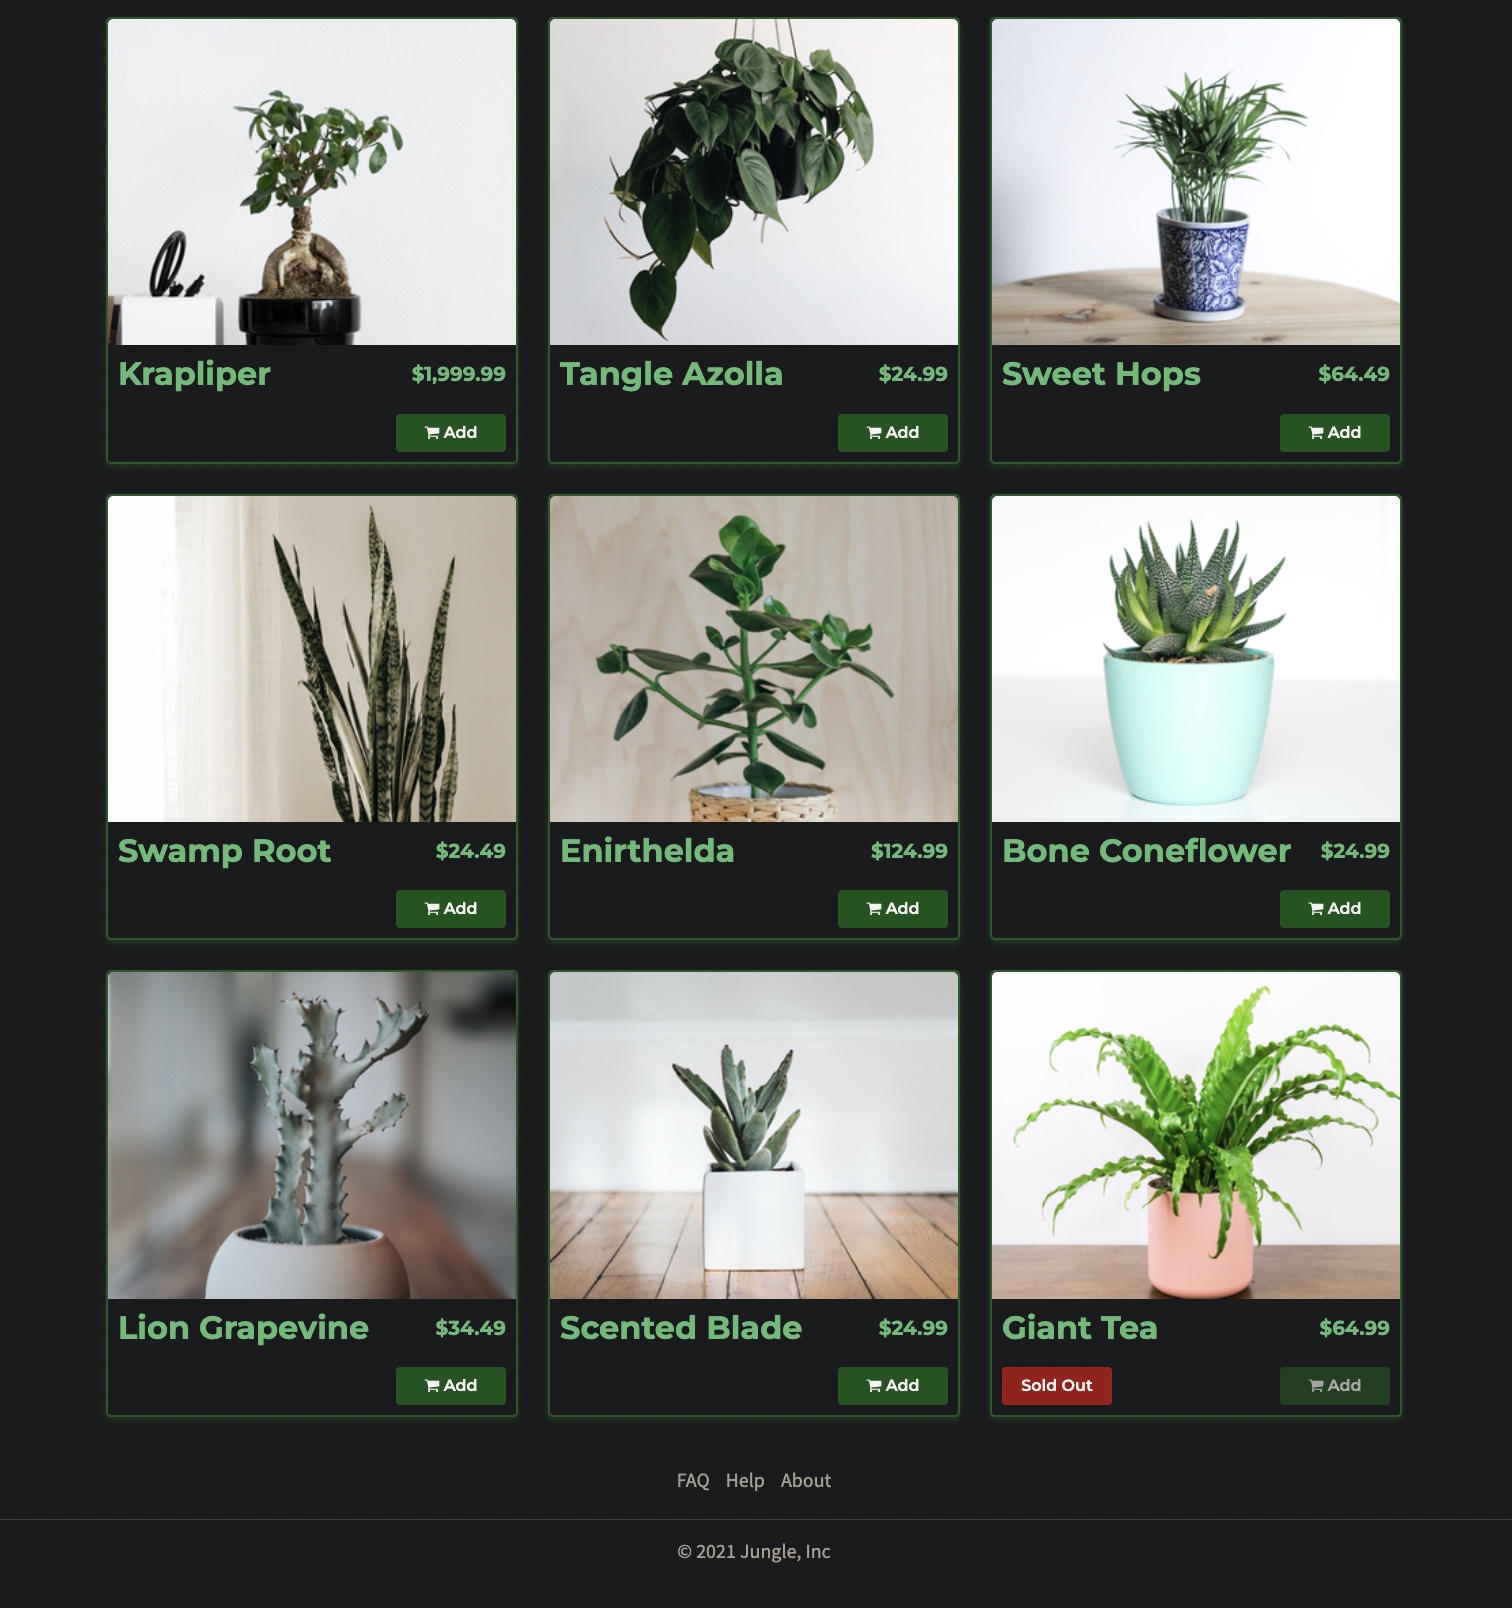 Krapliper $1,999.99
Add
Tangle Azolla $24.99
Add
Sweet Hops $64.49
Add
Swamp Root $24.49
Add
Enirthelda $124.99
Add
Bone Coneflower $24.99
Add
Lion Grapevine $34.49
Add
Scented Blade $24.99
Add
Giant Tea $64.99
Sold Out Add
FAQ Help About
© 2021 Jungle, Inc